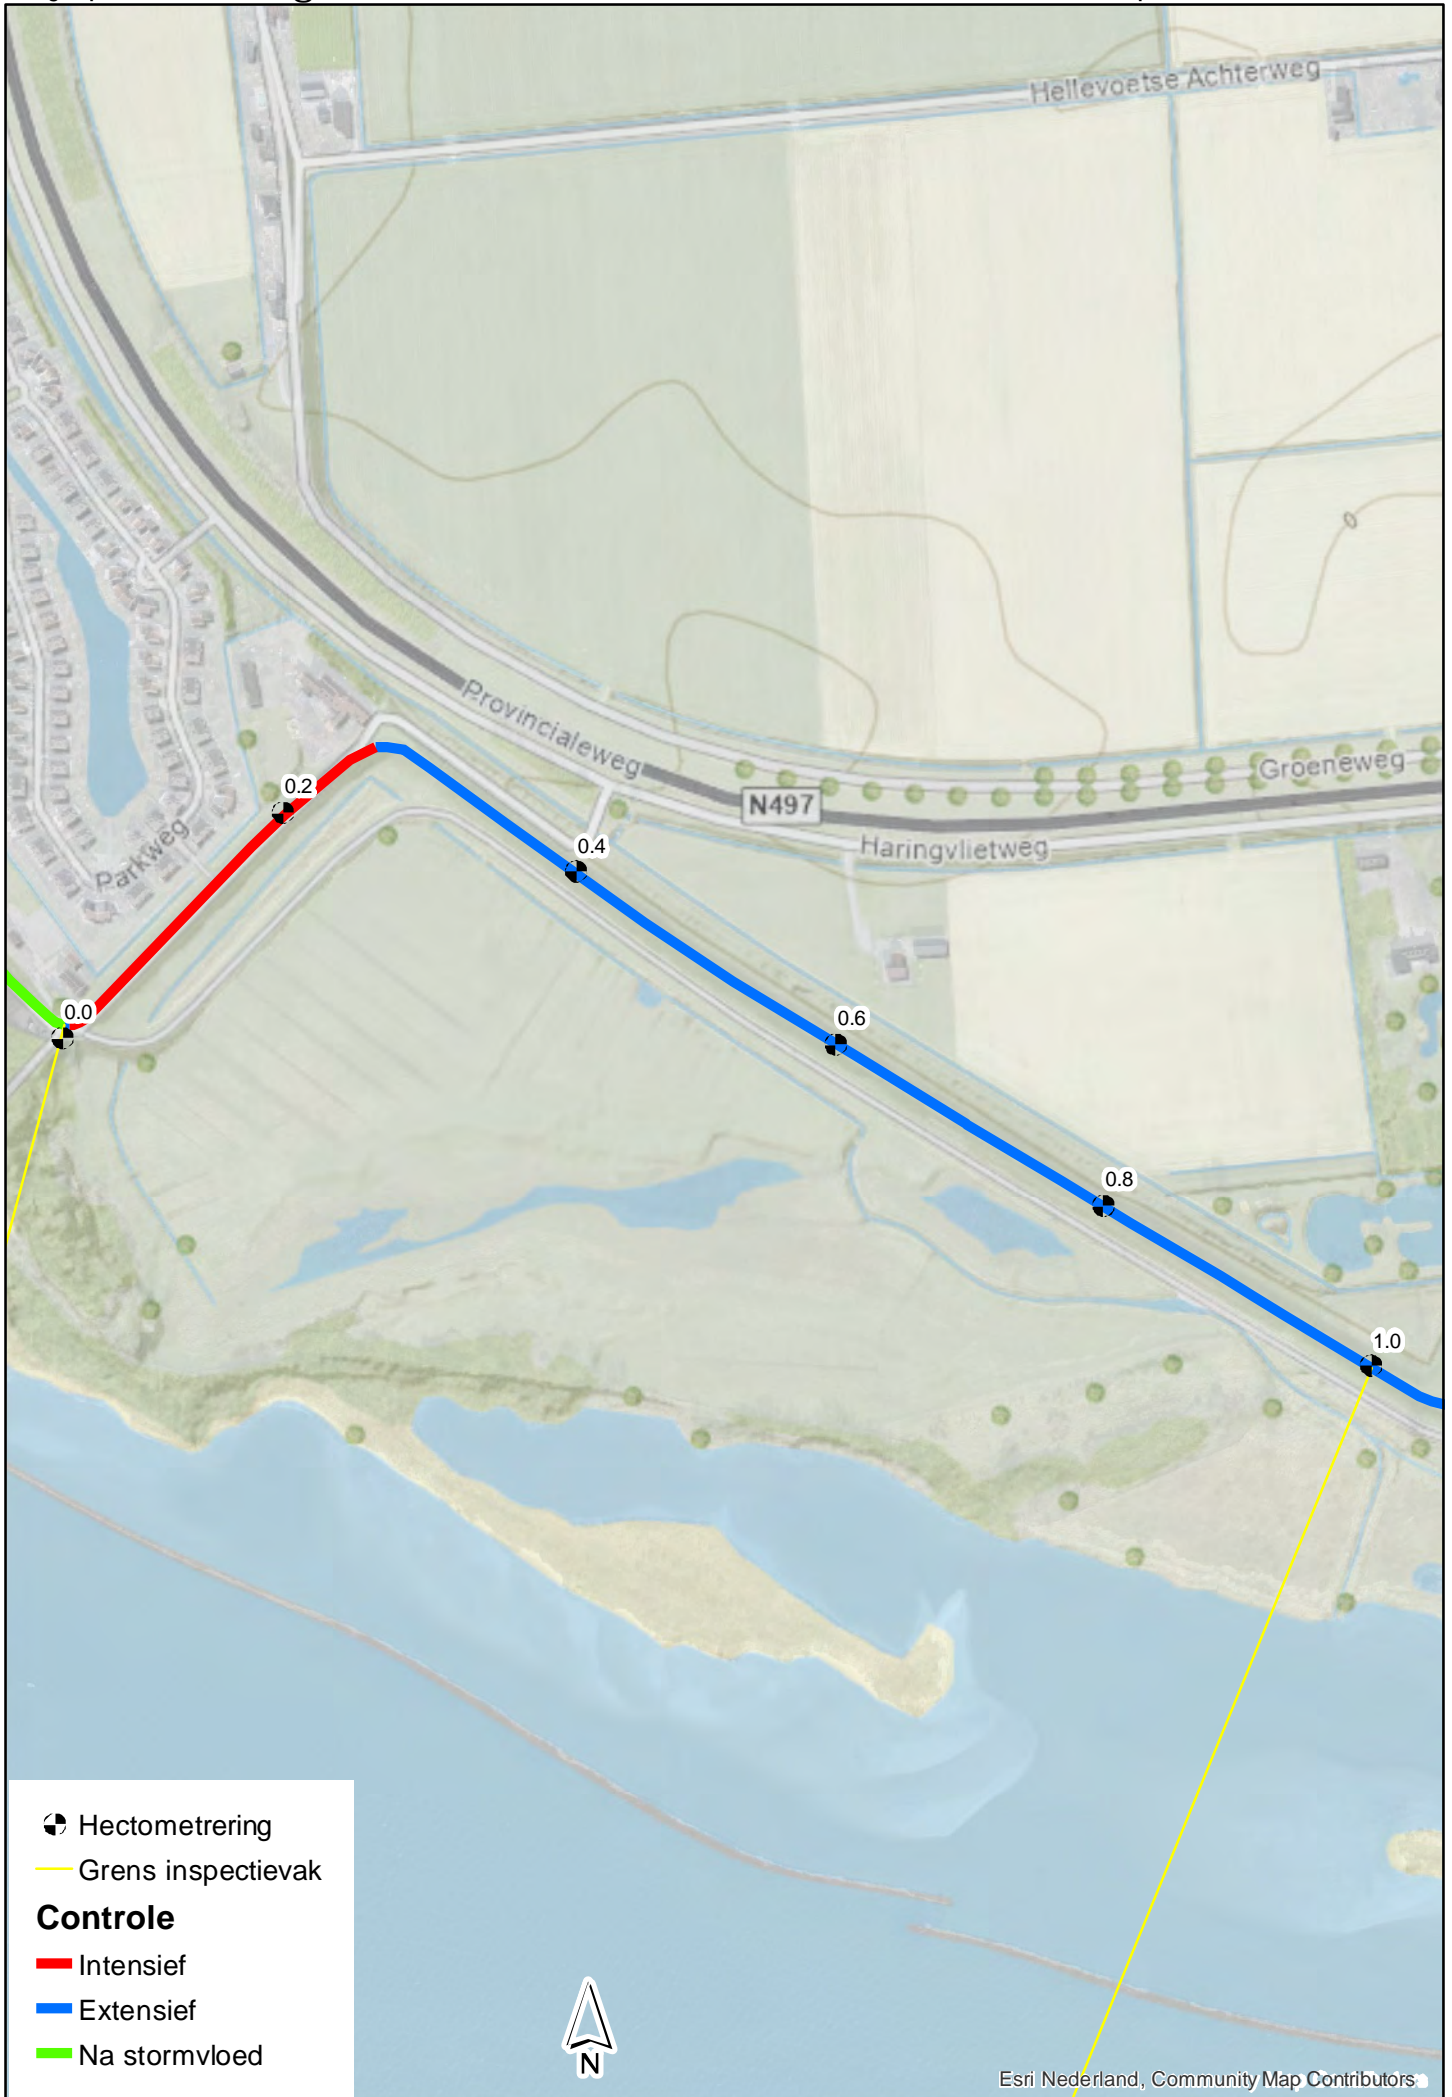 Hellevoetse Achterweg
Provincialeweg
Groeneweg
N497
0.2
Parkweg
0.4
Haringvlietweg
0
0.0
0.6
0.8
1.0
Hectometrering
Grens inspectievak
Controle
Intensief
Extensief
Na stormvloed
N
Esri Nederland, Community Map Contributors